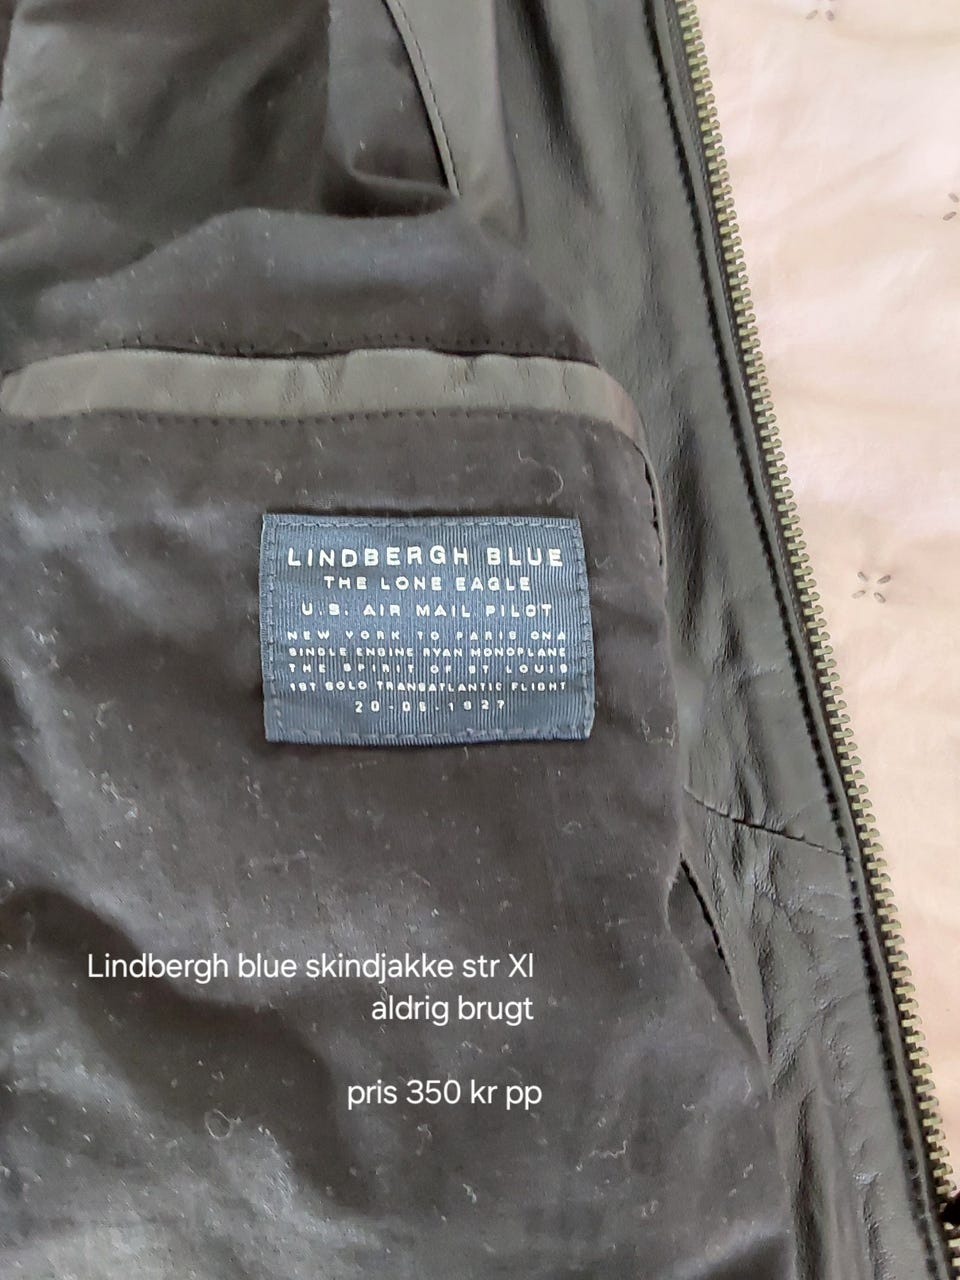 LINDBERGH BLUE
THE LONE EAGLE
U.S. AIR MAIL PILOT
NEW YORK TO PARIS ON A
SINGLE ENGINE RYAN MONOPLANE
THE SPIRIT OF ST LOUIS
1ST SOLO TRANSATLANTIC FLIGHT
20-05-1927
Lindbergh blue skindjakke str Xl
aldrig brugt
pris 350 kr pp